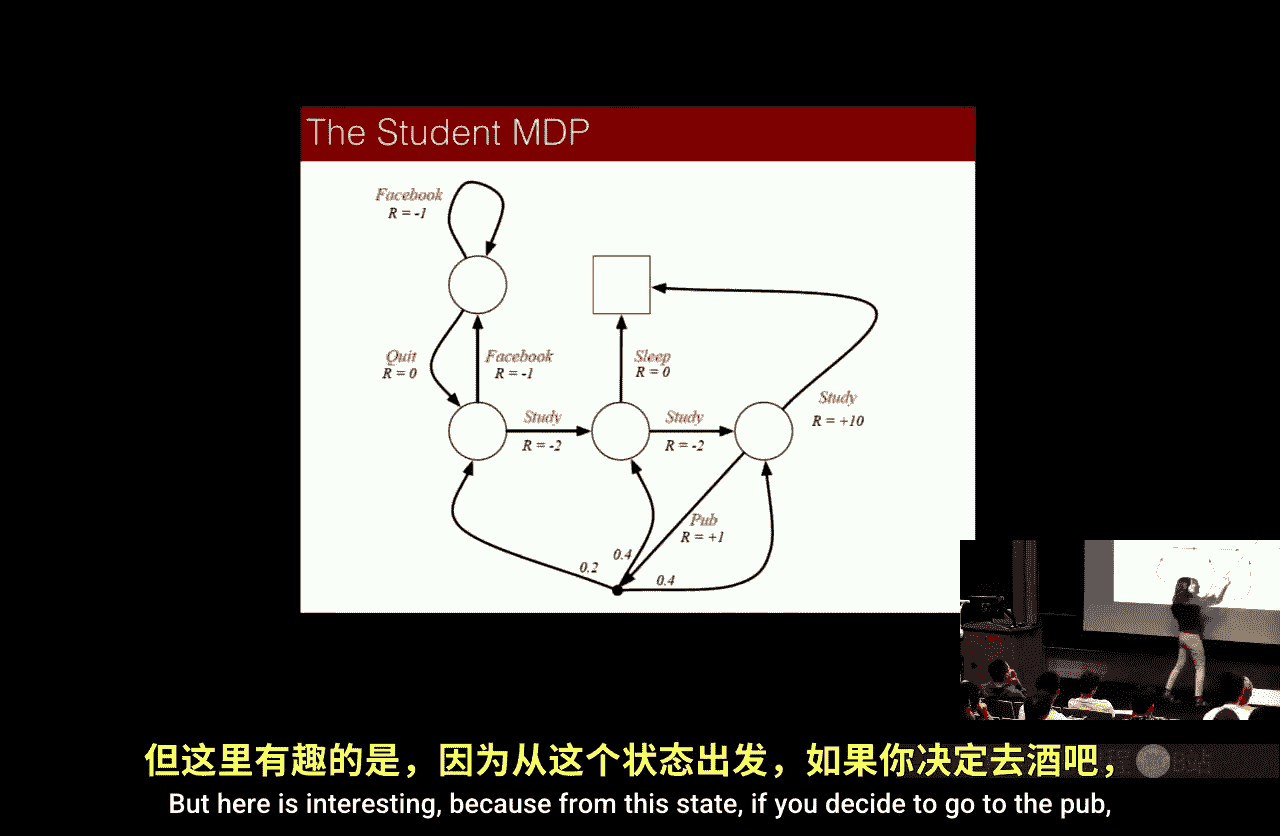 The Student MDP
Facebook
R = -1
Quit
R = 0
Facebook
R = -1
Sleep
R = 0
Study
R = +10
Study
R = -2
Study
R = -2
Pub
R = +1
0.4
0.2
0.4
但这里有趣的是，因为从这个状态出发，如果你决定去酒吧，
But here is interesting, because from this state, if you decide to go to the pub,